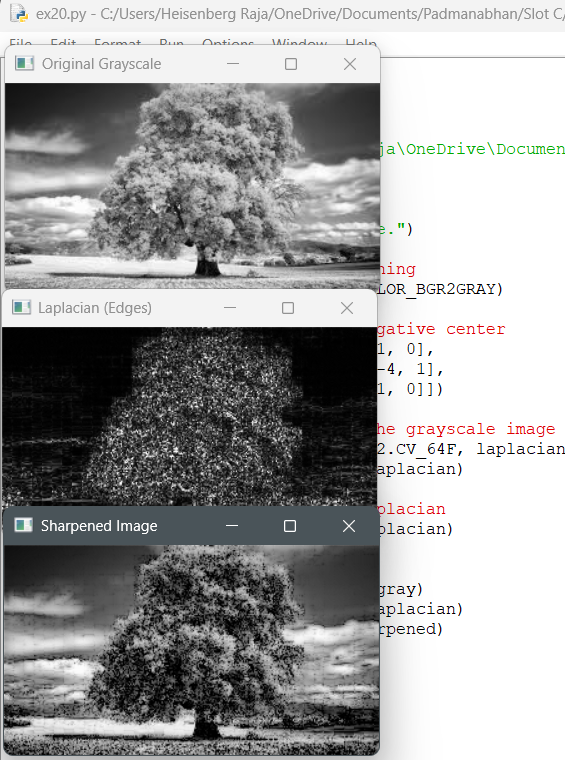 ex20.py - C:/Users/Heisenberg Raja/OneDrive/Documents/Padmanabhan/Slot C/
File Edit Format Run Options Window Help
Original Grayscale
ja\OneDrive\Documen
e.")
ning
LOR_BGR2GRAY)
Laplacian (Edges)
gative center
1, 0],
-4, 1],
1, 0]])
he grayscale image
2.CV_64F, laplacian
aplacian)
placian
Sharpened Image
placian)
gray)
aplacian)
rpened)